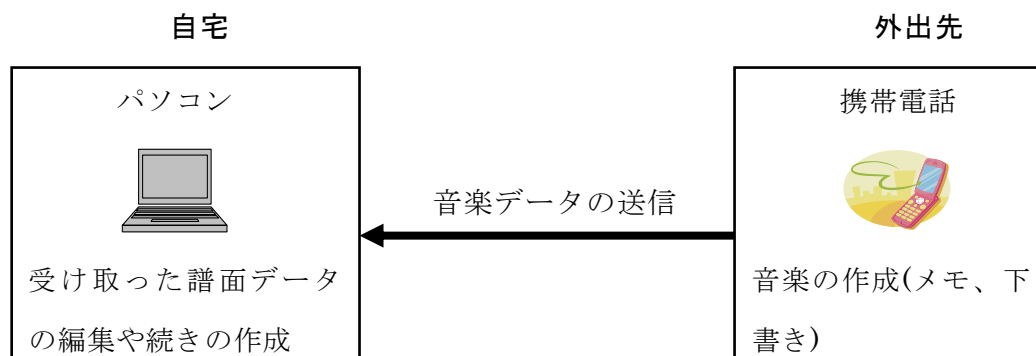 自宅
外出先
パソコン
携帯電話
音楽データの送信
受け取った譜面データ
の編集や続きの作成
音楽の作成(メモ、下
書き)